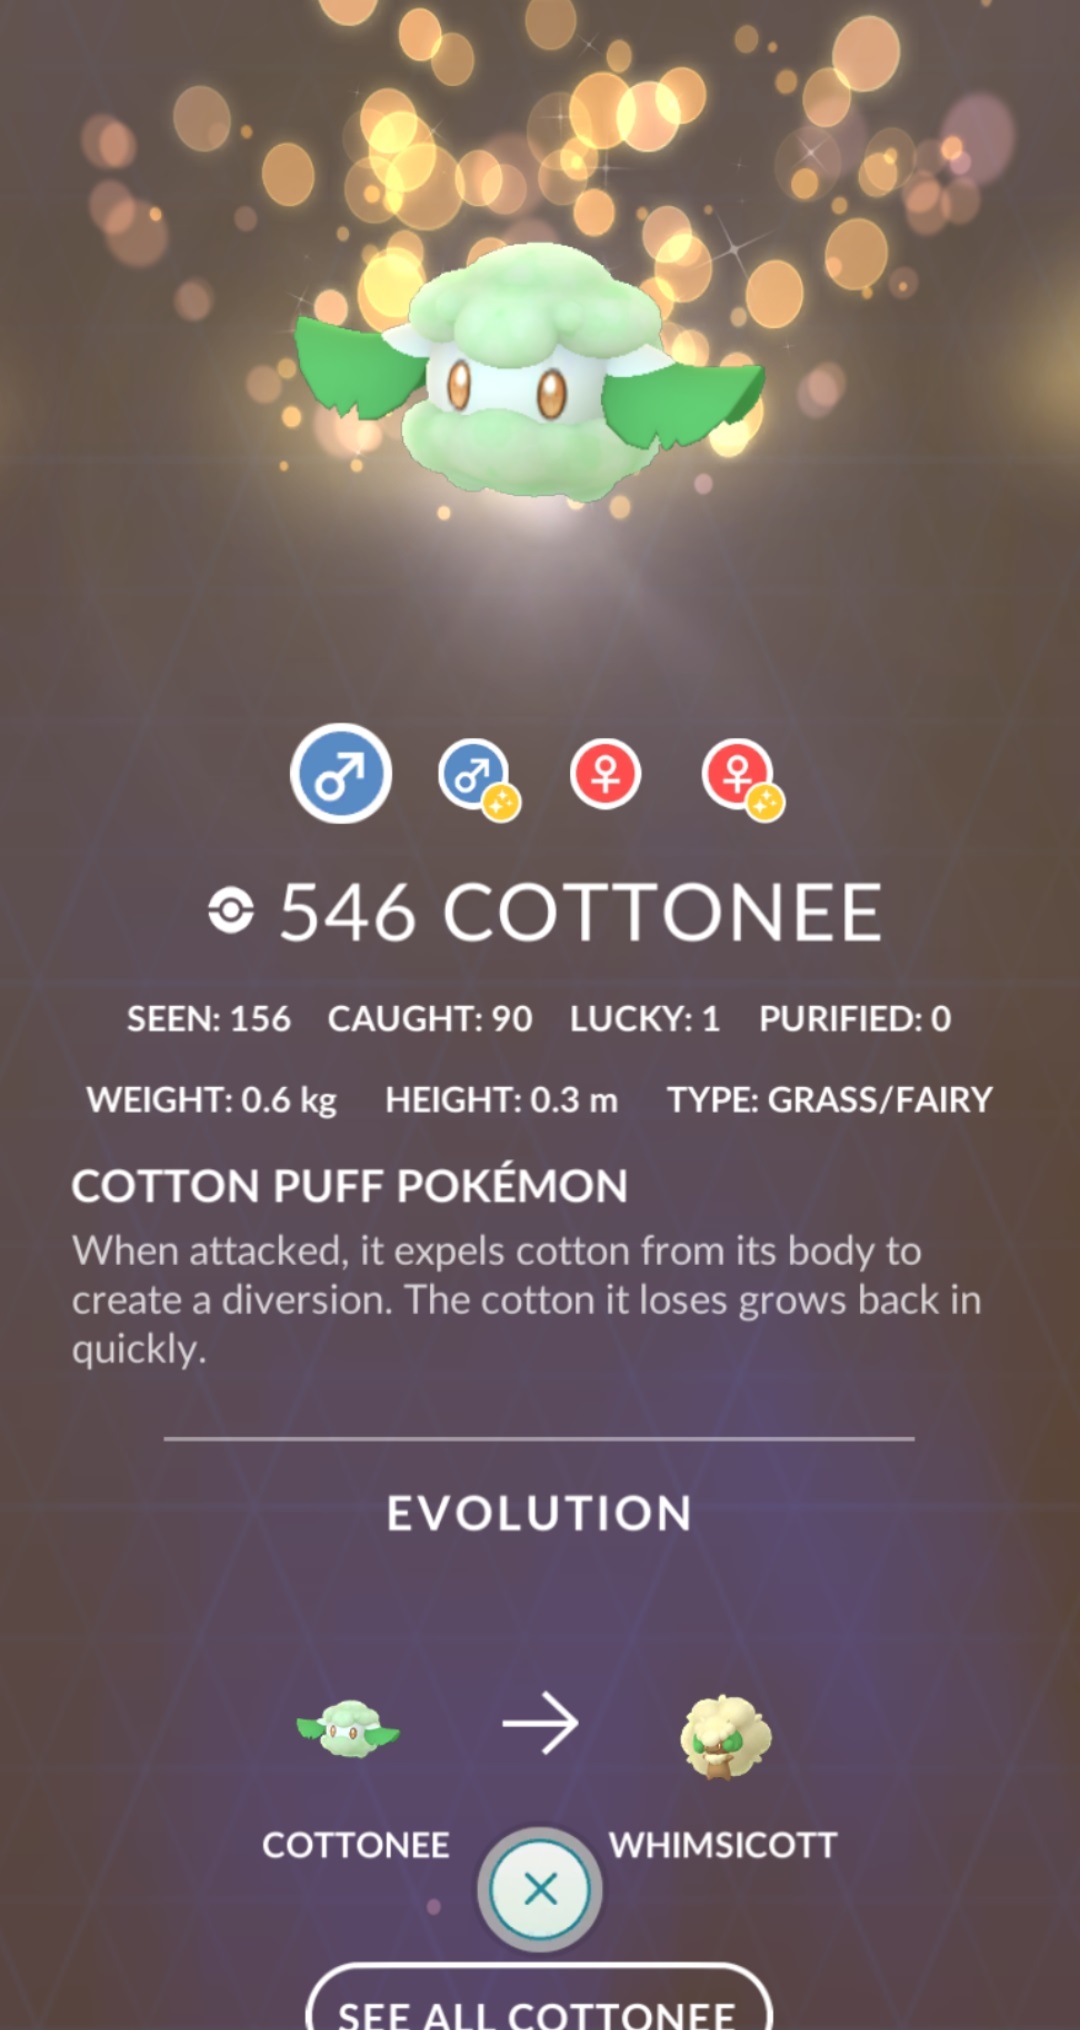 546 COTTONEE
SEEN: 156 CAUGHT: 90 LUCKY: 1 PURIFIED: 0
WEIGHT: 0.6 kg HEIGHT: 0.3 m TYPE: GRASS/FAIRY
COTTON PUFF POKÉMON
When attacked, it expels cotton from its body to
create a diversion. The cotton it loses grows back in
quickly.
EVOLUTION
COTTONEE WHIMSICOTT
SEE ALL COTTONEE